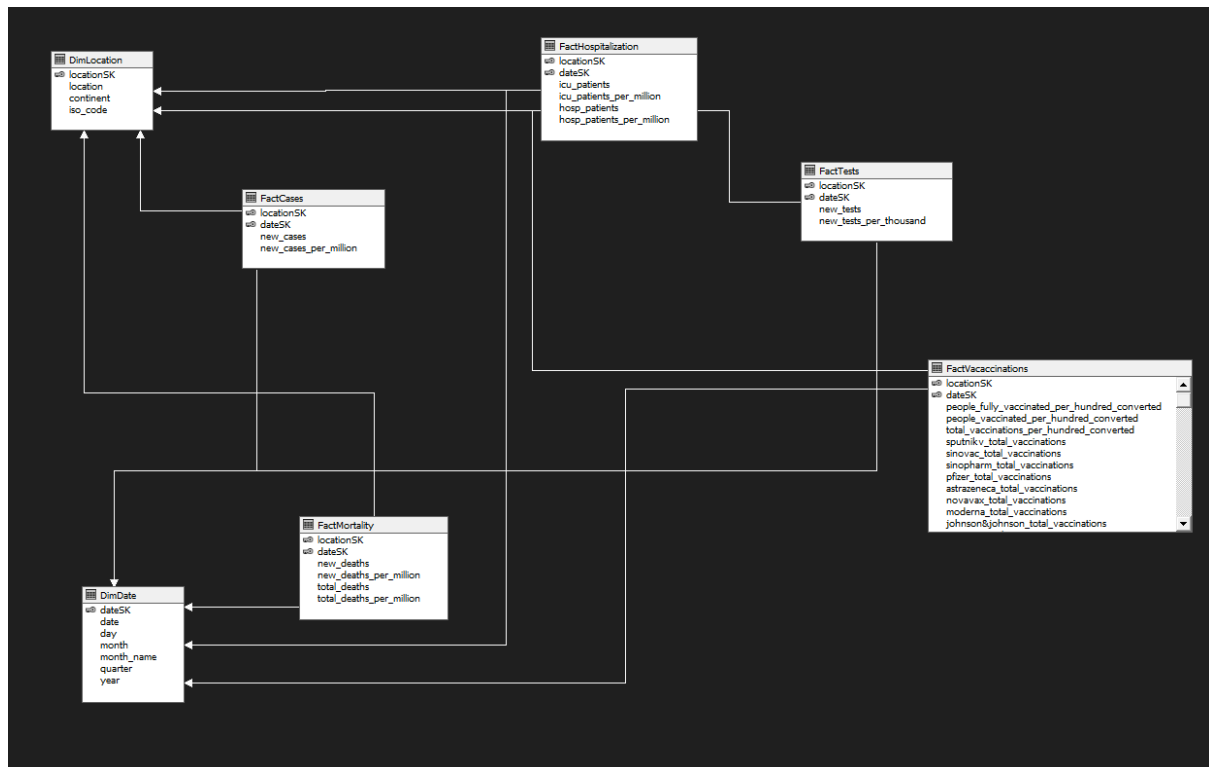 DimLocation
locationSK
location
continent
iso_code
FactHospitalization
locationSK
dateSK
icu_patients
icu_patients_per_million
hosp_patients
hosp_patients_per_million
FactTests
locationSK
dateSK
new_tests
new_tests_per_thousand
FactCases
locationSK
dateSK
new_cases
new_cases_per_million
FactVacaccinations
locationSK
dateSK
people_fully_vaccinated_per_hundred_converted
people_vaccinated_per_hundred_converted
total_vaccinations_per_hundred_converted
sputnikv_total_vaccinations
sinovac_total_vaccinations
sinopharm_total_vaccinations
pfizer_total_vaccinations
astrazeneca_total_vaccinations
novavax_total_vaccinations
moderna_total_vaccinations
johnson&johnson_total_vaccinations
FactMortality
locationSK
dateSK
new_deaths
new_deaths_per_million
total_deaths
total_deaths_per_million
DimDate
dateSK
date
day
month
month_name
quarter
year